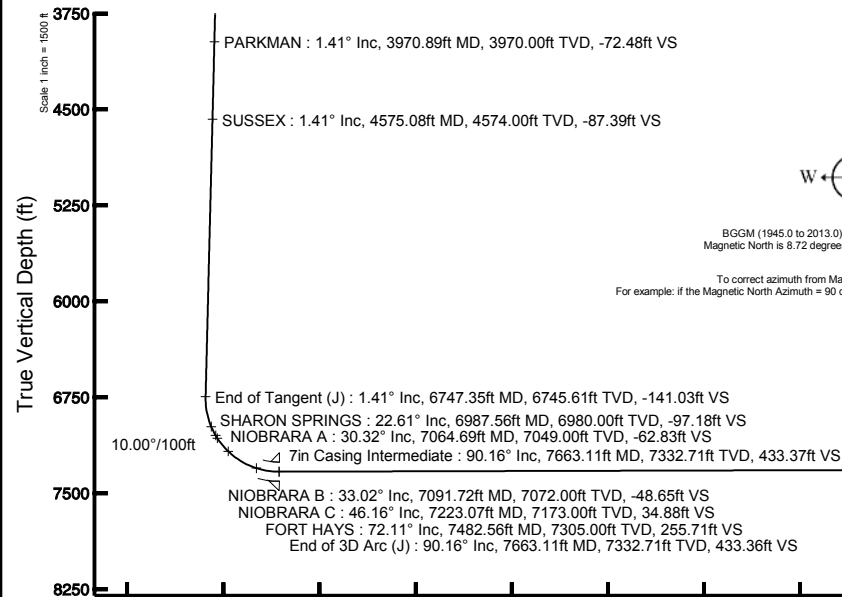 3750
Scale 1 inch = 1500 ft
PARKMAN : 1.41° Inc, 3970.89ft MD, 3970.00ft TVD, -72.48ft VS
4500
SUSSEX : 1.41° Inc, 4575.08ft MD, 4574.00ft TVD, -87.39ft VS
W
5250
True Vertical Depth (ft)
BGGM (1945.0 to 2013.0)
Magnetic North is 8.72 degrees
To correct azimuth from Ma
For example: if the Magnetic North Azimuth = 90 d
6000
6750
End of Tangent (J) : 1.41° Inc, 6747.35ft MD, 6745.61ft TVD, -141.03ft VS
SHARON SPRINGS : 22.61° Inc, 6987.56ft MD, 6980.00ft TVD, -97.18ft VS
10.00°/100ft
NIOBRARA A : 30.32° Inc, 7064.69ft MD, 7049.00ft TVD, -62.83ft VS
7in Casing Intermediate : 90.16° Inc, 7663.11ft MD, 7332.71ft TVD, 433.37ft VS
7500
NIOBRARA B : 33.02° Inc, 7091.72ft MD, 7072.00ft TVD, -48.65ft VS
NIOBRARA C : 46.16° Inc, 7223.07ft MD, 7173.00ft TVD, 34.88ft VS
FORT HAYS : 72.11° Inc, 7482.56ft MD, 7305.00ft TVD, 255.71ft VS
End of 3D Arc (J) : 90.16° Inc, 7663.11ft MD, 7332.71ft TVD, 433.36ft VS
8250